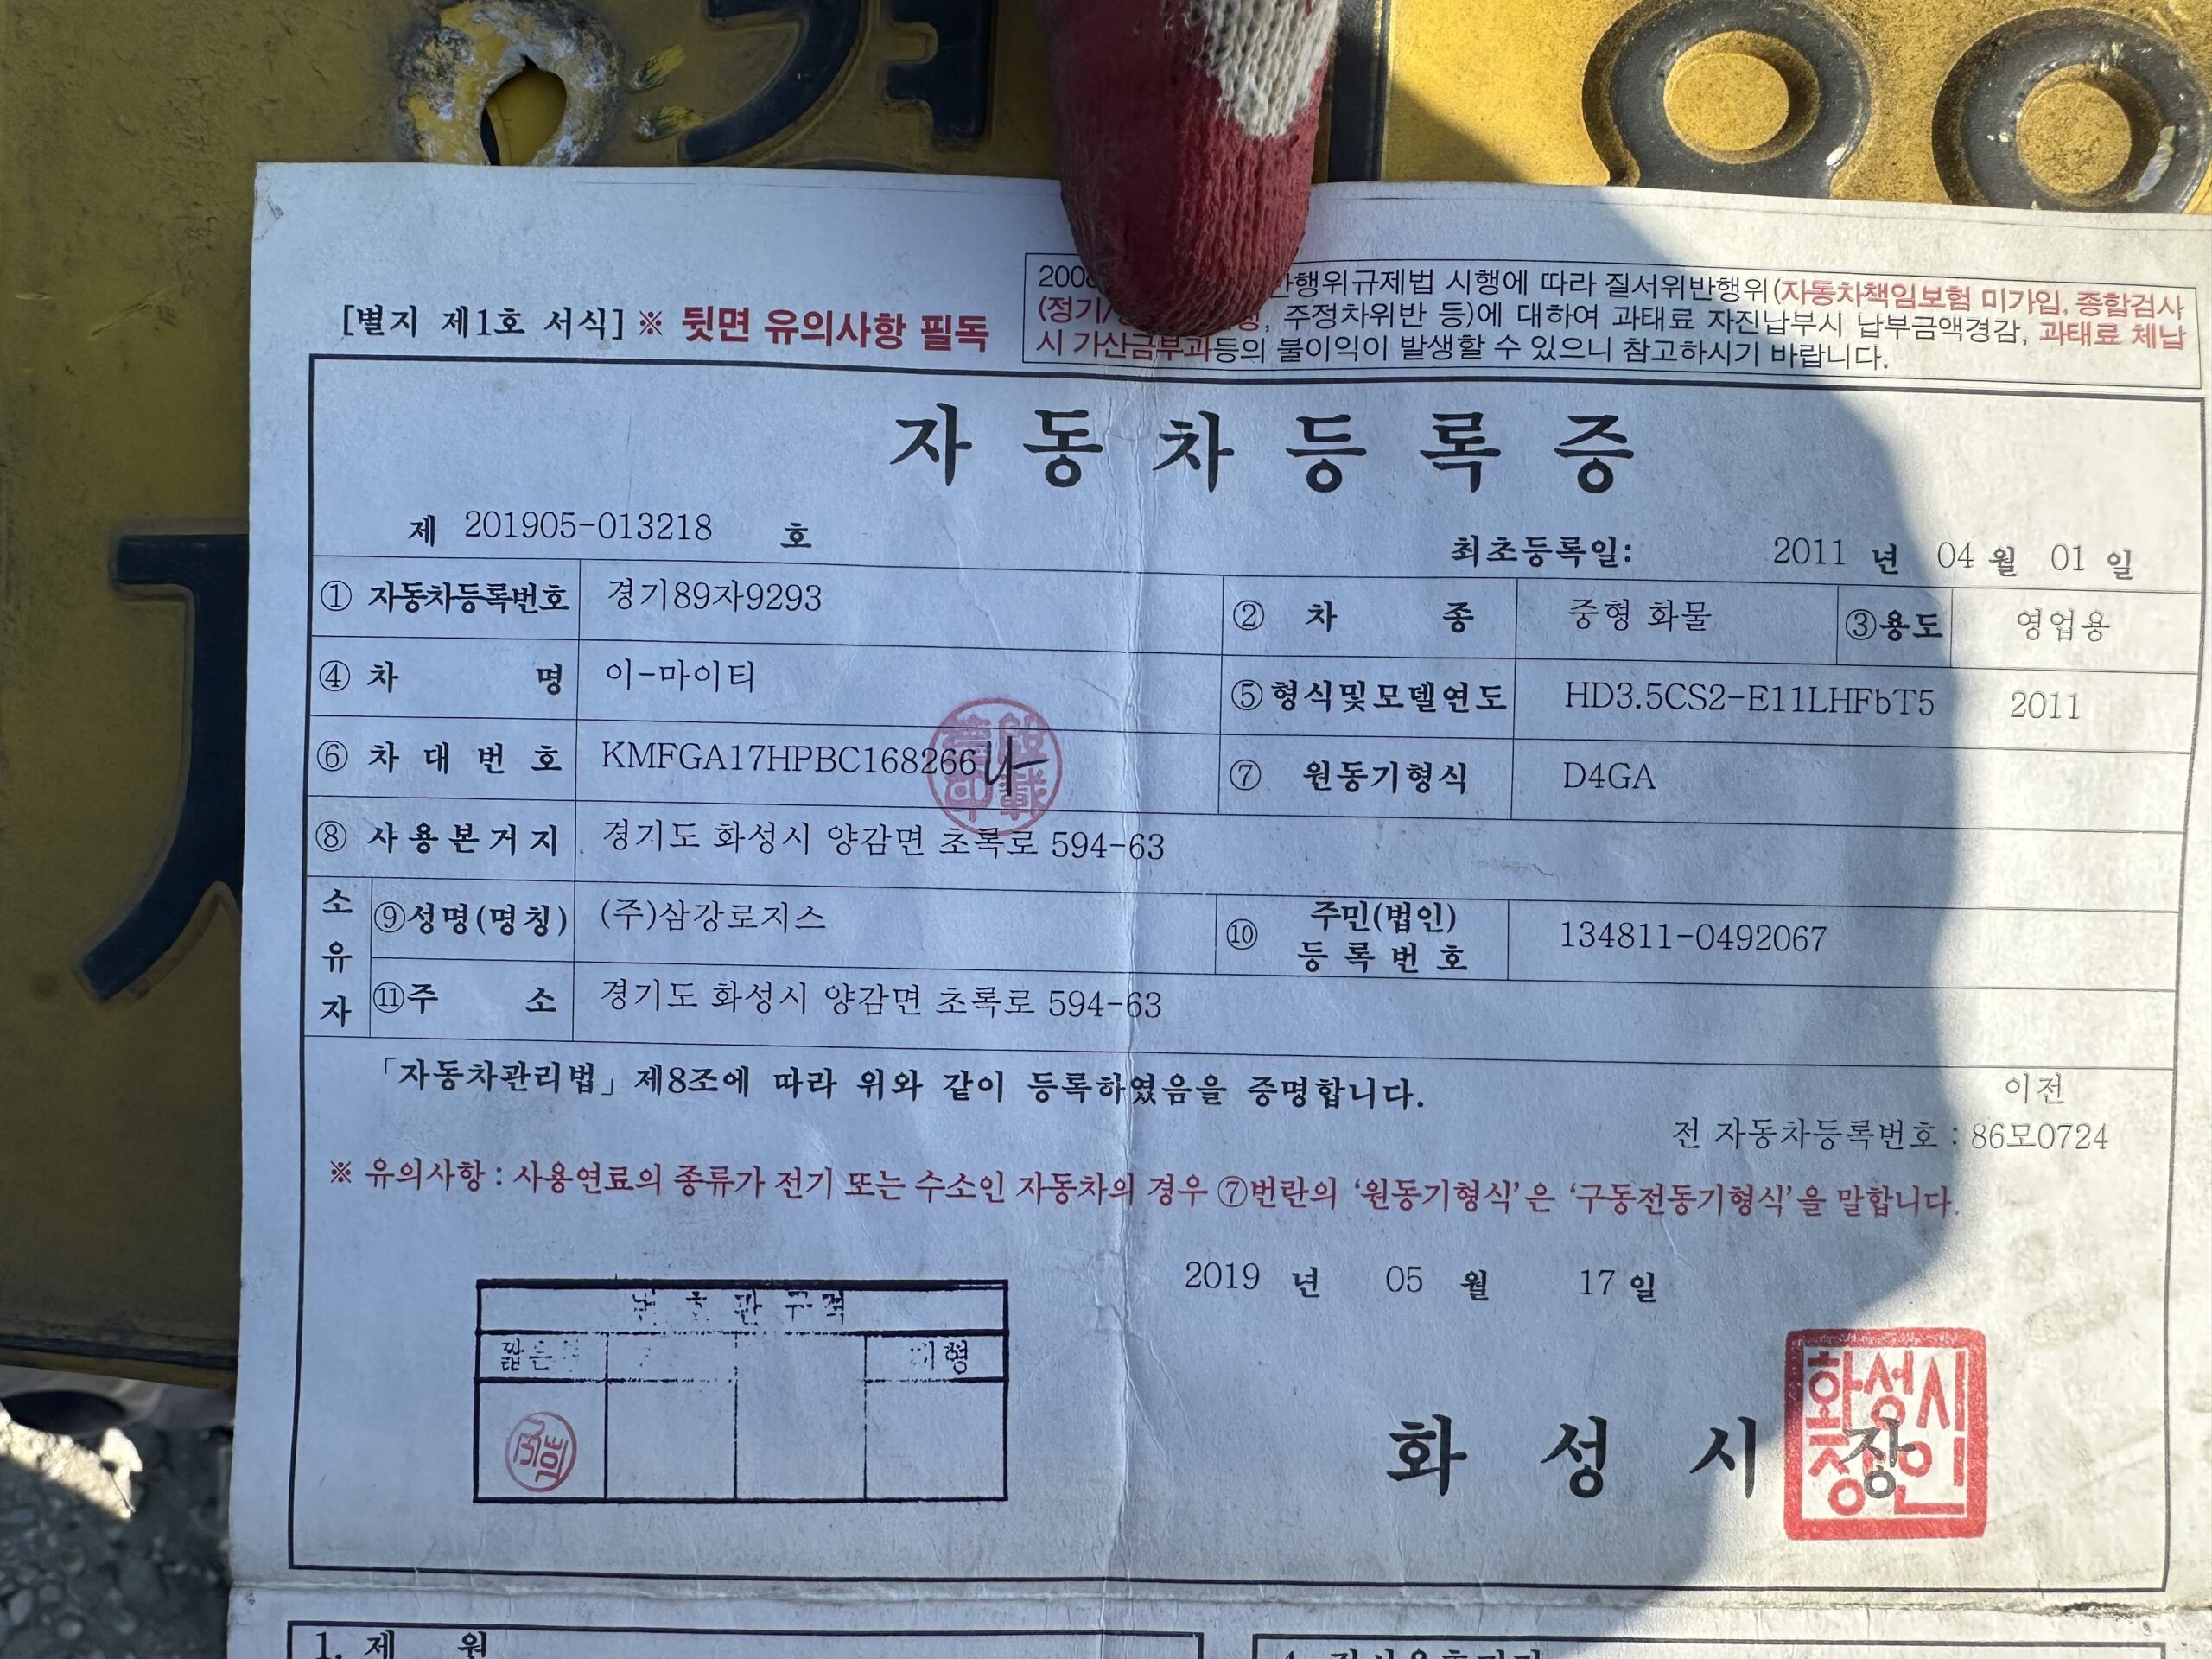 경
88
자
[별지 제1호 서식] ※ 뒷면 유의사항 필독
행위규제법 시행에 따라 질서위반행위(자동차책임보험 미가입, 종합검사
(정기/ 주정차위반 등)에 대하여 과태료 자진납부시 납부금액경감, 과태료 체납
시 가산금부과등의 불이익이 발생할 수 있으니 참고하시기 바랍니다.
자동차등록증
제 201905-013218 호
최초등록일: 2011 년 04 월 01 일
① 자동차등록번호 경기89자9293 ② 차 종 중형 화물 ③용도 영업용
④ 차 명 이-마이티 ⑤형식및모델연도 HD3.5CS2-E11LHFbT5 2011
⑥ 차 대 번 호 KMFGA17HPBC168266 나 ⑦ 원동기형식 D4GA
⑧ 사 용 본 거 지 경기도 화성시 양감면 초록로 594-63
소유자 ⑨성명(명칭) (주)삼강로지스 ⑩ 주민(법인) 등 록 번 호 134811-0492067
⑪주 소 경기도 화성시 양감면 초록로 594-63
「자동차관리법」 제8조에 따라 위와 같이 등록하였음을 증명합니다.
이전
전 자동차등록번호 : 86모0724
※ 유의사항 : 사용연료의 종류가 전기 또는 수소인 자동차의 경우 ⑦번란의 '원동기형식'은 '구동전동기형식'을 말합니다.
2019 년 05 월 17 일
짧은
화 성 시 장
화성시장인
1. 제 원